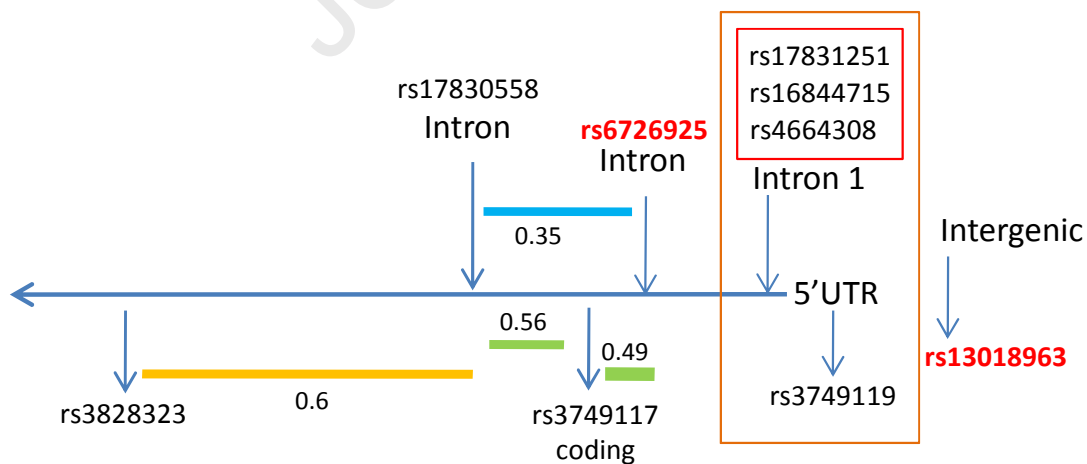 rs17831251
rs16844715
rs4664308
rs17830558
Intron
rs6726925
Intron
Intron 1
Intergenic
0.35
5'UTR
0.56
0.49
rs13018963
0.6
rs3828323
rs3749117
coding
rs3749119